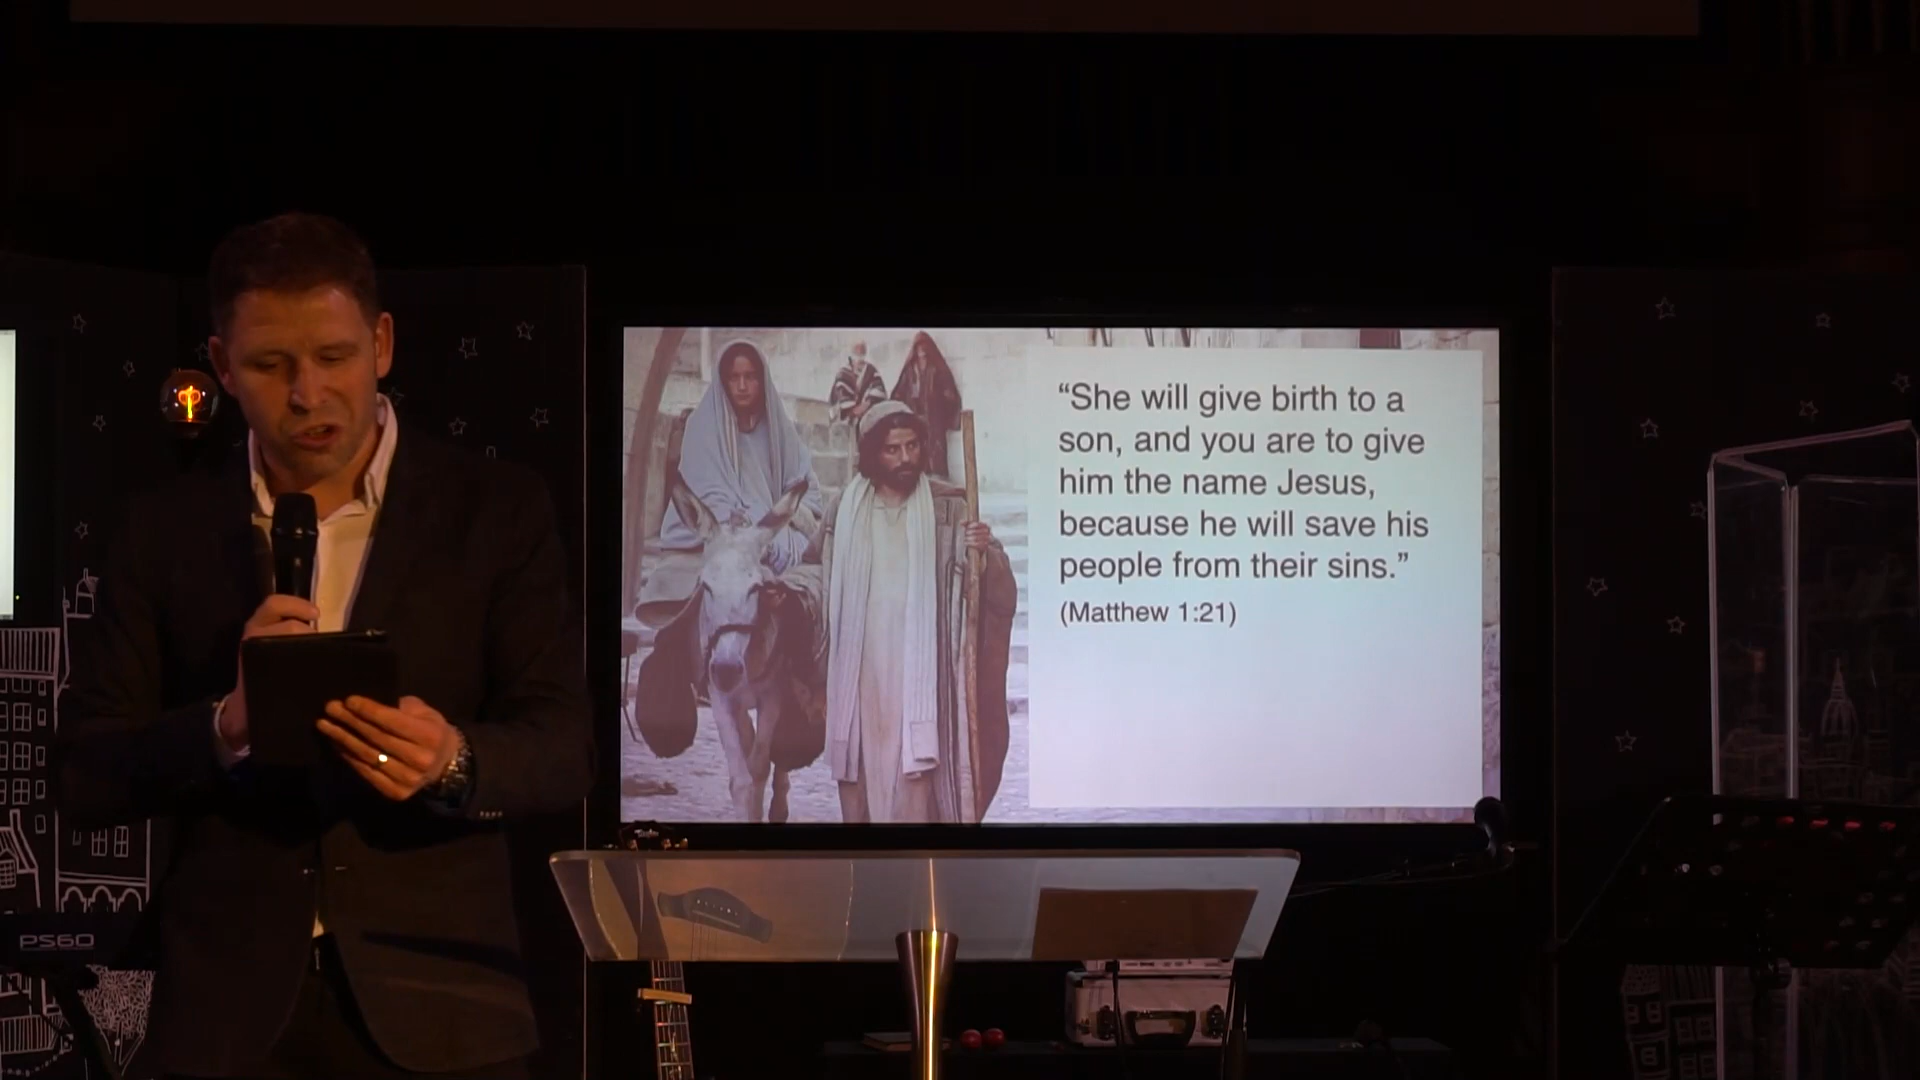 “She will give birth to a
son, and you are to give
him the name Jesus,
because he will save his
people from their sins.”
(Matthew 1:21)
PS60